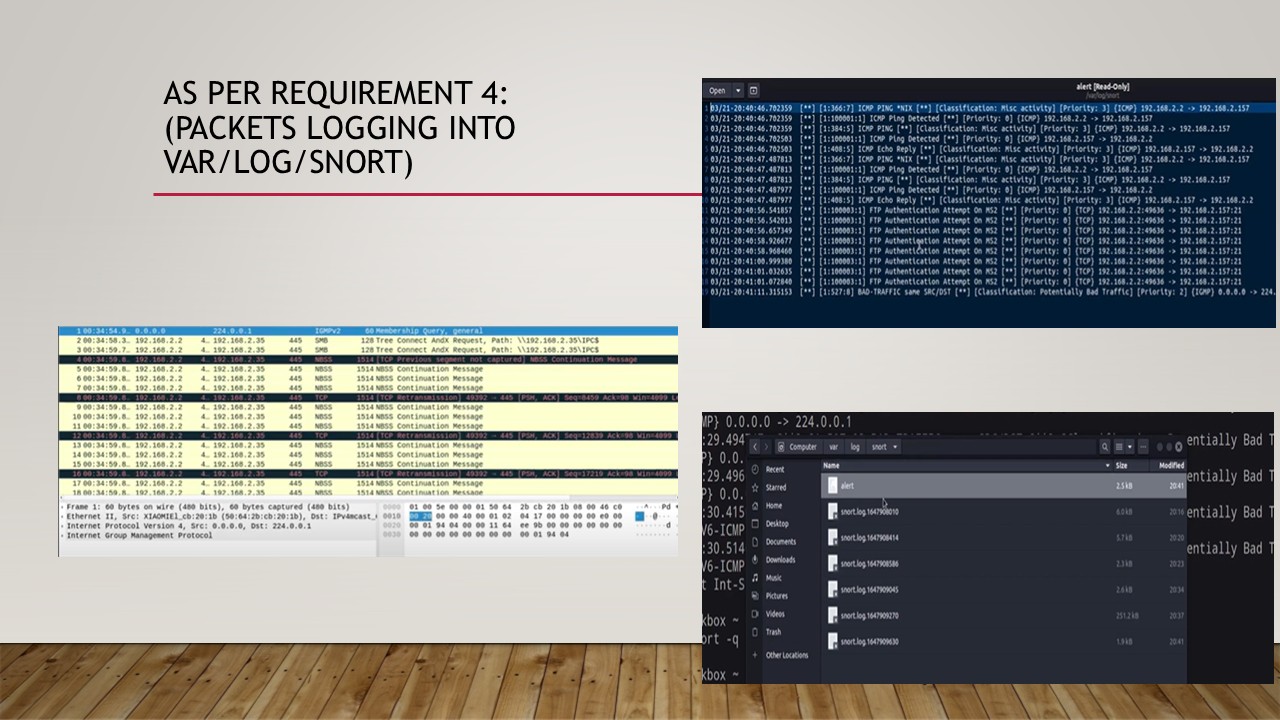 AS PER REQUIREMENT 4:
(PACKETS LOGGING INTO
VAR/LOG/SNORT)
Open
alert [Read-Only]
/var/log/snort
03/21-20:40:46.702359 [**] [1:366:7] ICMP PING *NIX [**] [Classification: Misc activity] [Priority: 3] {ICMP} 192.168.2.2 -> 192.168.2.157
03/21-20:40:46.702359 [**] [1:100001:1] ICMP Ping Detected [**] [Priority: 0] {ICMP} 192.168.2.2 -> 192.168.2.157
03/21-20:40:46.702359 [**] [1:384:5] ICMP PING [**] [Classification: Misc activity] [Priority: 3] {ICMP} 192.168.2.2 -> 192.168.2.157
03/21-20:40:46.702503 [**] [1:100001:1] ICMP Ping Detected [**] [Priority: 0] {ICMP} 192.168.2.157 -> 192.168.2.2
03/21-20:40:46.702503 [**] [1:408:5] ICMP Echo Reply [**] [Classification: Misc activity] [Priority: 3] {ICMP} 192.168.2.157 -> 192.168.2.2
03/21-20:40:47.487813 [**] [1:366:7] ICMP PING *NIX [**] [Classification: Misc activity] [Priority: 3] {ICMP} 192.168.2.2 -> 192.168.2.157
03/21-20:40:47.487813 [**] [1:100001:1] ICMP Ping Detected [**] [Priority: 0] {ICMP} 192.168.2.2 -> 192.168.2.157
03/21-20:40:47.487813 [**] [1:384:5] ICMP PING [**] [Classification: Misc activity] [Priority: 3] {ICMP} 192.168.2.2 -> 192.168.2.157
03/21-20:40:47.487977 [**] [1:100001:1] ICMP Ping Detected [**] [Priority: 0] {ICMP} 192.168.2.157 -> 192.168.2.2
03/21-20:40:47.487977 [**] [1:408:5] ICMP Echo Reply [**] [Classification: Misc activity] [Priority: 3] {ICMP} 192.168.2.157 -> 192.168.2.2
03/21-20:40:56.541857 [**] [1:100003:1] FTP Authentication Attempt On MS2 [**] [Priority: 0] {TCP} 192.168.2.2:49636 -> 192.168.2.157:21
03/21-20:40:56.542013 [**] [1:100003:1] FTP Authentication Attempt On MS2 [**] [Priority: 0] {TCP} 192.168.2.2:49636 -> 192.168.2.157:21
03/21-20:40:56.657349 [**] [1:100003:1] FTP Authentication Attempt On MS2 [**] [Priority: 0] {TCP} 192.168.2.2:49636 -> 192.168.2.157:21
03/21-20:40:58.926677 [**] [1:100003:1] FTP Authentication Attempt On MS2 [**] [Priority: 0] {TCP} 192.168.2.2:49636 -> 192.168.2.157:21
03/21-20:40:58.968460 [**] [1:100003:1] FTP Authentication Attempt On MS2 [**] [Priority: 0] {TCP} 192.168.2.2:49636 -> 192.168.2.157:21
03/21-20:41:00.999380 [**] [1:100003:1] FTP Authentication Attempt On MS2 [**] [Priority: 0] {TCP} 192.168.2.2:49636 -> 192.168.2.157:21
03/21-20:41:01.032635 [**] [1:100003:1] FTP Authentication Attempt On MS2 [**] [Priority: 0] {TCP} 192.168.2.2:49636 -> 192.168.2.157:21
03/21-20:41:01.072840 [**] [1:100003:1] FTP Authentication Attempt On MS2 [**] [Priority: 0] {TCP} 192.168.2.2:49636 -> 192.168.2.157:21
03/21-20:41:11.315153 [**] [1:527:8] BAD-TRAFFIC same SRC/DST [**] [Classification: Potentially Bad Traffic] [Priority: 2] {IGMP} 0.0.0.0 -> 224.
1 00:34:54.9… 0.0.0.0 224.0.0.1 IGMPv2 60 Membership Query, general
2 00:34:58.3… 192.168.2.2 4… 192.168.2.35 445 SMB 128 Tree Connect AndX Request, Path: \\192.168.2.35\IPC$
3 00:34:59.7… 192.168.2.2 4… 192.168.2.35 445 SMB 128 Tree Connect AndX Request, Path: \\192.168.2.35\IPC$
4 00:34:59.8… 192.168.2.2 4… 192.168.2.35 445 NBSS 1514 [TCP Previous segment not captured] NBSS Continuation Message
5 00:34:59.8… 192.168.2.2 4… 192.168.2.35 445 NBSS 1514 NBSS Continuation Message
6 00:34:59.8… 192.168.2.2 4… 192.168.2.35 445 NBSS 1514 NBSS Continuation Message
7 00:34:59.8… 192.168.2.2 4… 192.168.2.35 445 NBSS 1514 NBSS Continuation Message
8 00:34:59.8… 192.168.2.2 4… 192.168.2.35 445 TCP 1514 [TCP Retransmission] 49392 → 445 [PSH, ACK] Seq=8459 Ack=98 Win=4099
9 00:34:59.8… 192.168.2.2 4… 192.168.2.35 445 NBSS 1514 NBSS Continuation Message
10 00:34:59.8… 192.168.2.2 4… 192.168.2.35 445 NBSS 1514 NBSS Continuation Message
11 00:34:59.8… 192.168.2.2 4… 192.168.2.35 445 NBSS 1514 NBSS Continuation Message
12 00:34:59.8… 192.168.2.2 4… 192.168.2.35 445 TCP 1514 [TCP Retransmission] 49392 → 445 [PSH, ACK] Seq=12839 Ack=98 Win=4099
13 00:34:59.8… 192.168.2.2 4… 192.168.2.35 445 NBSS 1514 NBSS Continuation Message
14 00:34:59.8… 192.168.2.2 4… 192.168.2.35 445 NBSS 1514 NBSS Continuation Message
15 00:34:59.8… 192.168.2.2 4… 192.168.2.35 445 NBSS 1514 NBSS Continuation Message
16 00:34:59.8… 192.168.2.2 4… 192.168.2.35 445 TCP 1514 [TCP Retransmission] 49392 → 445 [PSH, ACK] Seq=17219 Ack=98 Win=4099
17 00:34:59.8… 192.168.2.2 4… 192.168.2.35 445 NBSS 1514 NBSS Continuation Message
18 00:34:59.8… 192.168.2.2 4… 192.168.2.35 445 NBSS 1514 NBSS Continuation Message
Frame 1: 60 bytes on wire (480 bits), 60 bytes captured (480 bits)
Ethernet II, Src: XIAOMIEl_cb:20:1b (50:64:2b:cb:20:1b), Dst: IPv4mcast_
Internet Protocol Version 4, Src: 0.0.0.0, Dst: 224.0.0.1
Internet Group Management Protocol
0000 01 00 5e 00 00 01 50 64 2b cb 20 1b 08 00 46 c0
0010 00 20 00 00 40 00 01 02 04 17 00 00 00 00 e0 00
0020 00 01 94 04 00 00 11 64 ee 9b 00 00 00 00 00 00
0030 00 00 00 00 00 00 00 00 00 01 94 04
MP} 0.0.0.0 -> 224.0.0.1
:29.494
P} 0.0.
:29.496
P} 0.0.
:30.415
V6-ICMP
:30.514
V6-ICMP
t Int-S
kbox ~
ort -q
kbox ~
entially Bad T
entially Bad T
entially Bad T
entially Bad T
Computer var log snort
Recent
Starred
Home
Desktop
Documents
Downloads
Music
Pictures
Videos
Trash
Other Locations
Name Size Modified
alert 2.5 kB 20:41
snort.log.1647908010 6.0 kB 20:16
snort.log.1647908414 5.7 kB 20:20
snort.log.1647908586 2.3 kB 20:23
snort.log.1647909045 2.6 kB 20:34
snort.log.1647909270 251.2 kB 20:37
snort.log.1647909630 1.9 kB 20:41